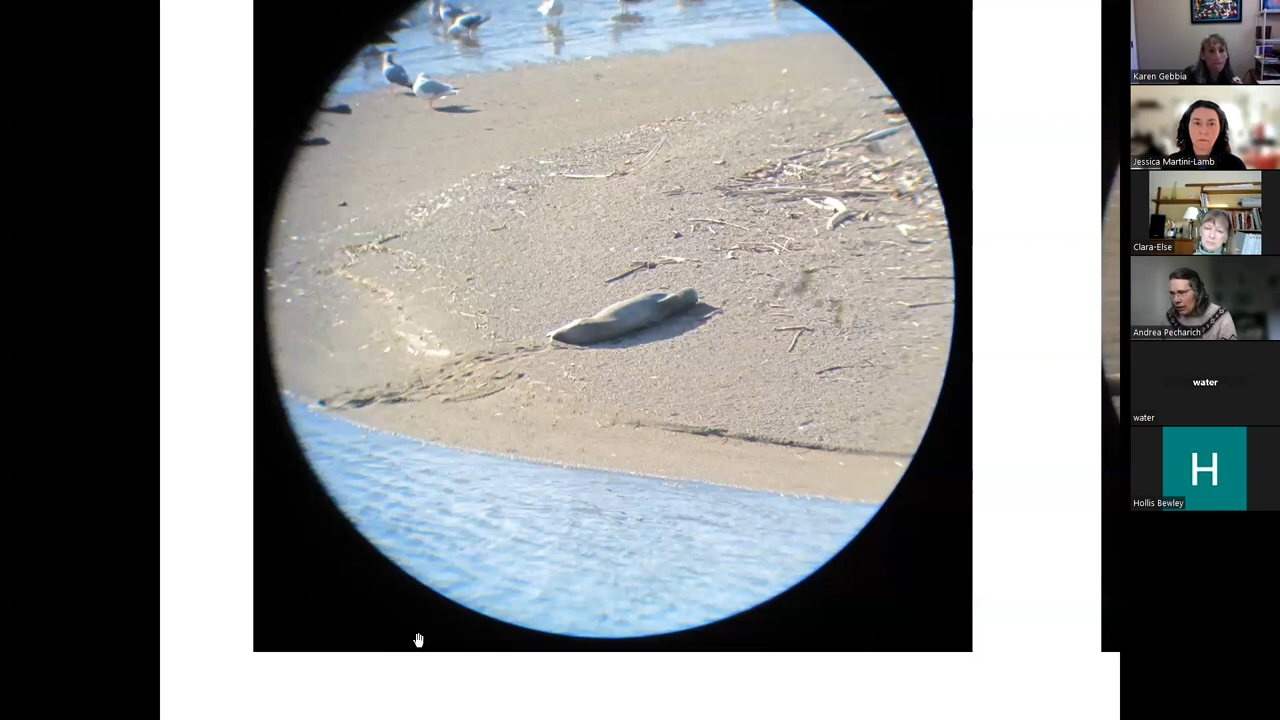 Karen Gebbia
Jessica Martini-Lamb
Clara-Else
Andrea Pecharich
water
water
H
Hollis Bewley